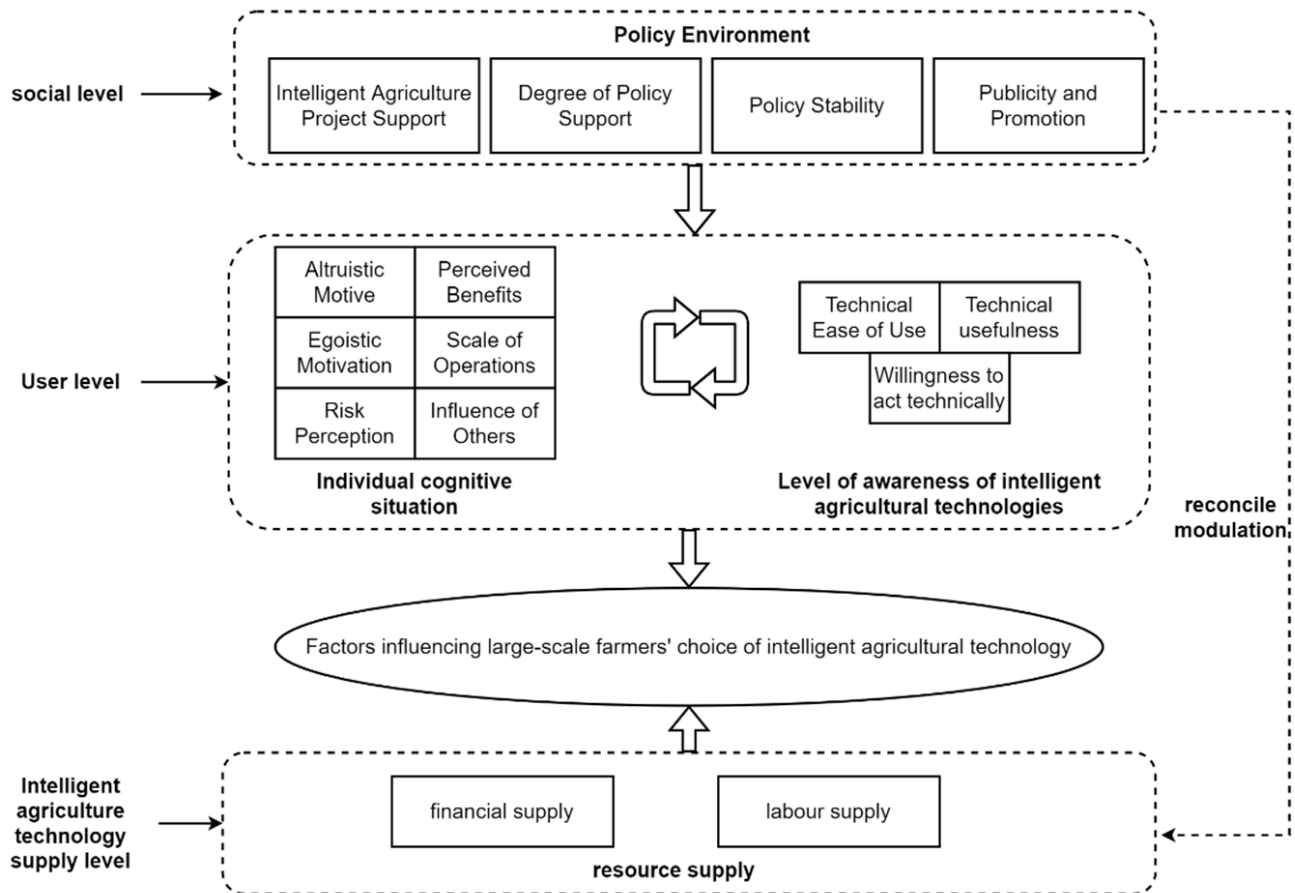 Policy Environment
social level
Intelligent Agriculture
Project Support
Degree of Policy
Support
Policy Stability
Publicity and
Promotion
User level
Altruistic
Motive
Perceived
Benefits
Egoistic
Motivation
Scale of
Operations
Risk
Perception
Influence of
Others
Individual cognitive
situation
Technical
Ease of Use
Technical
usefulness
Willingness to
act technically
Level of awareness of intelligent
agricultural technologies
reconcile
modulation
Factors influencing large-scale farmers' choice of intelligent agricultural technology
Intelligent
agriculture
technology
supply level
financial supply
labour supply
resource supply